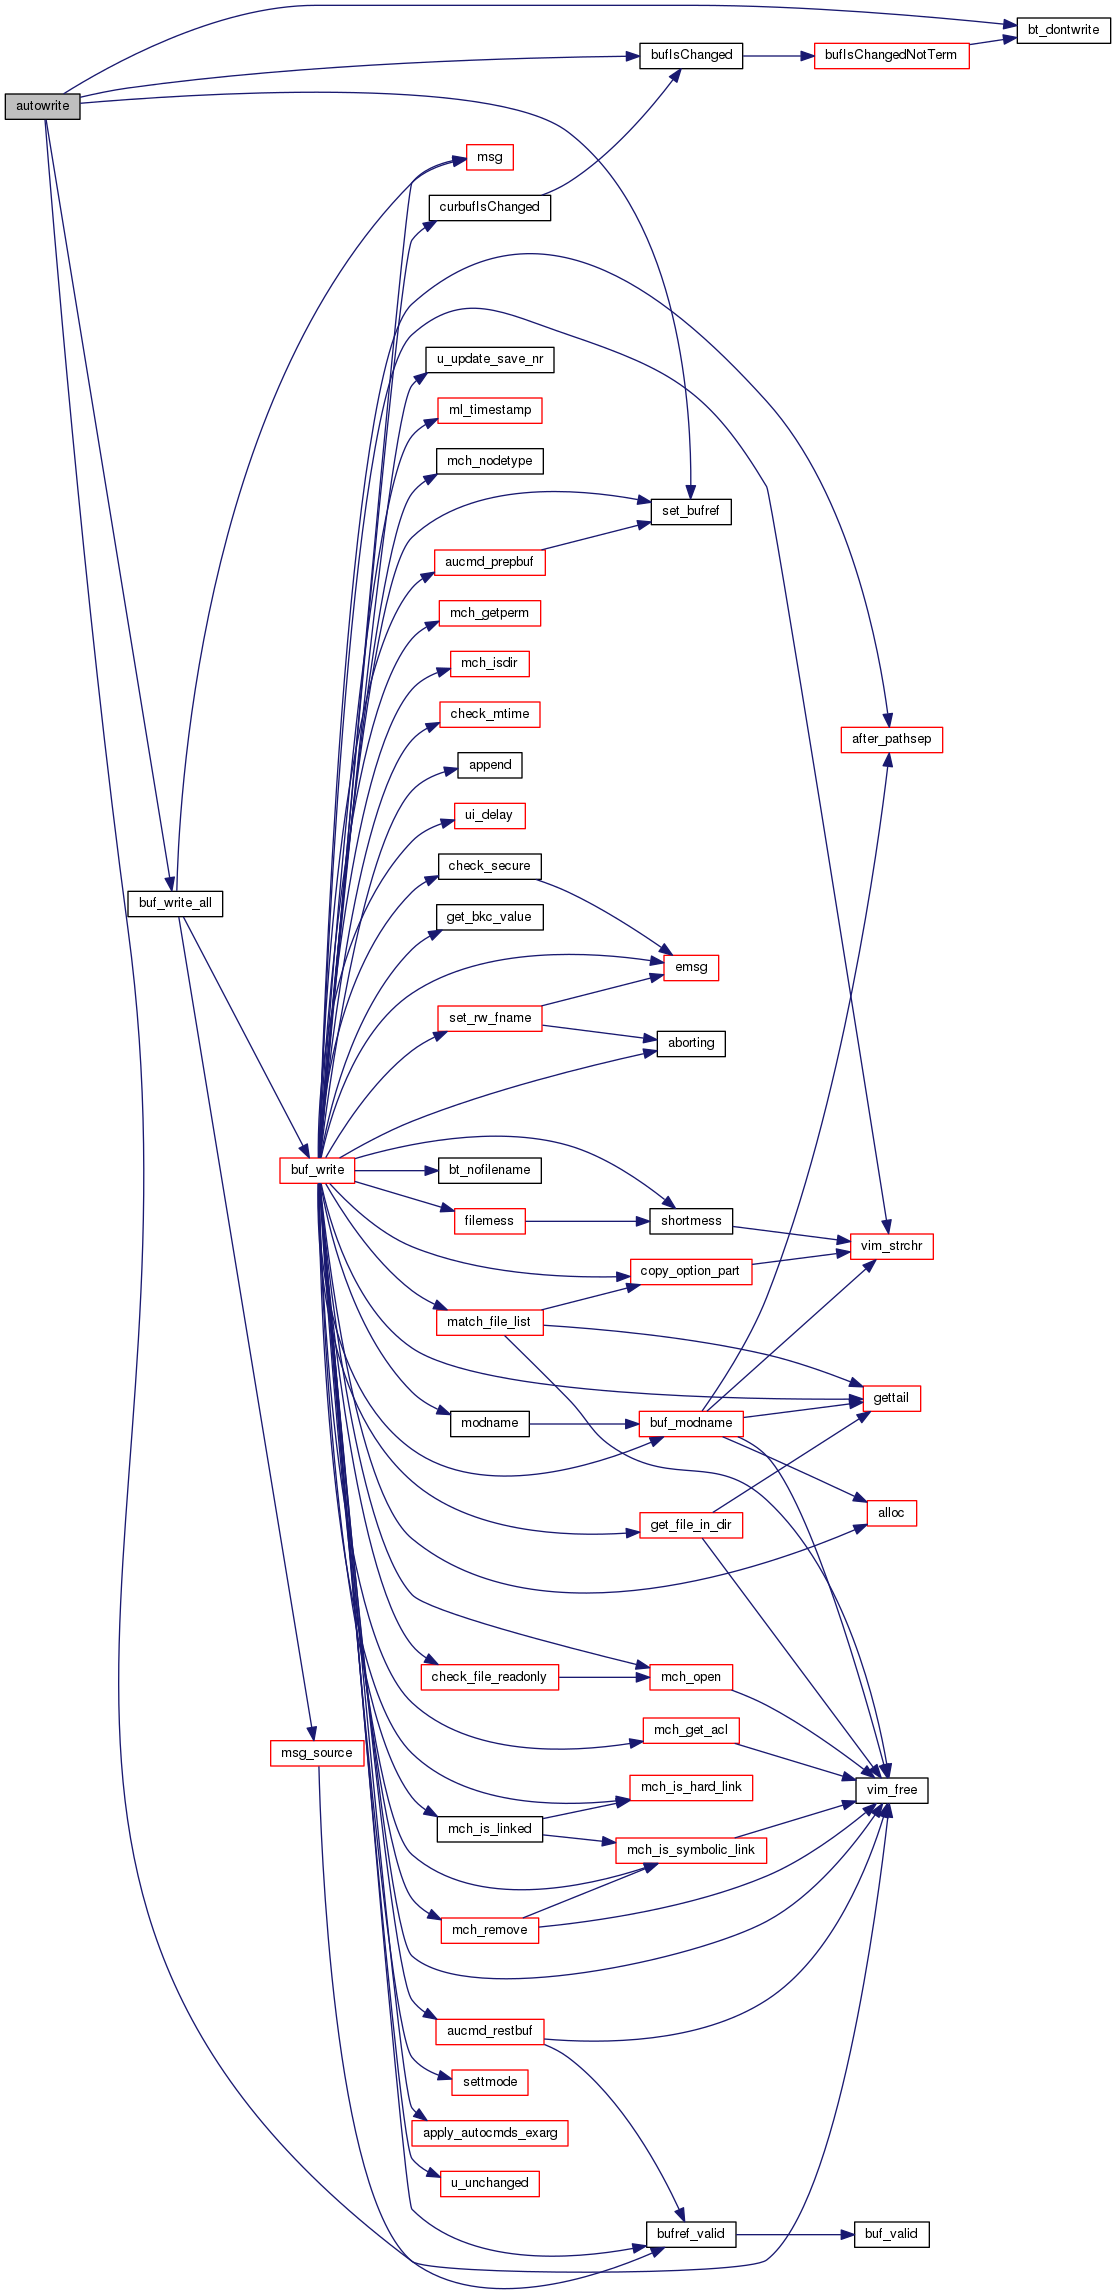 bt_dontwrite
bufIsChanged
bufIsChangedNotTerm
autowrite
msg
curbufIsChanged
u_update_save_nr
ml_timestamp
mch_nodetype
set_bufref
aucmd_prepbuf
mch_getperm
mch_isdir
check_mtime
after_pathsep
append
ui_delay
check_secure
buf_write_all
get_bkc_value
emsg
set_rw_fname
aborting
buf_write
bt_nofilename
filemess
shortmess
vim_strchr
copy_option_part
match_file_list
gettail
modname
buf_modname
alloc
get_file_in_dir
check_file_readonly
mch_open
mch_get_acl
msg_source
mch_is_hard_link
vim_free
mch_is_linked
mch_is_symbolic_link
mch_remove
aucmd_restbuf
settmode
apply_autocmds_exarg
u_unchanged
bufref_valid
buf_valid